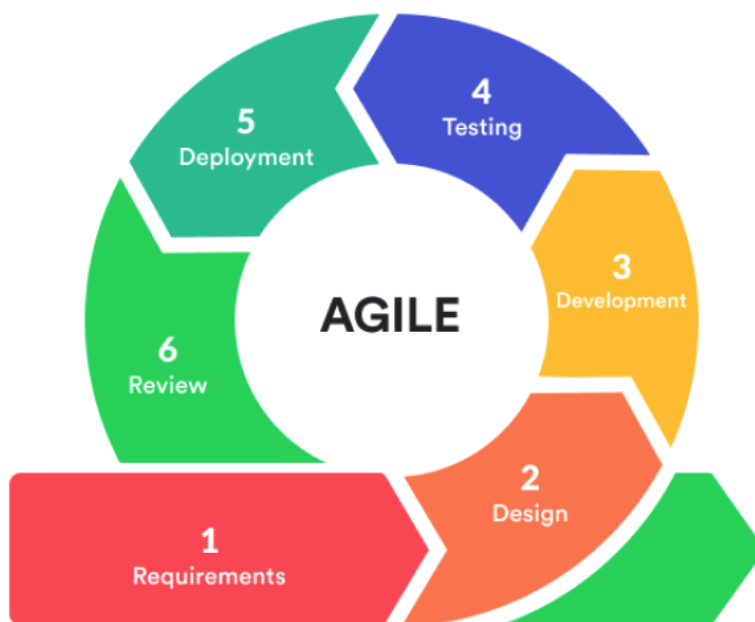 AGILE
1
Requirements
2
Design
3
Development
4
Testing
5
Deployment
6
Review